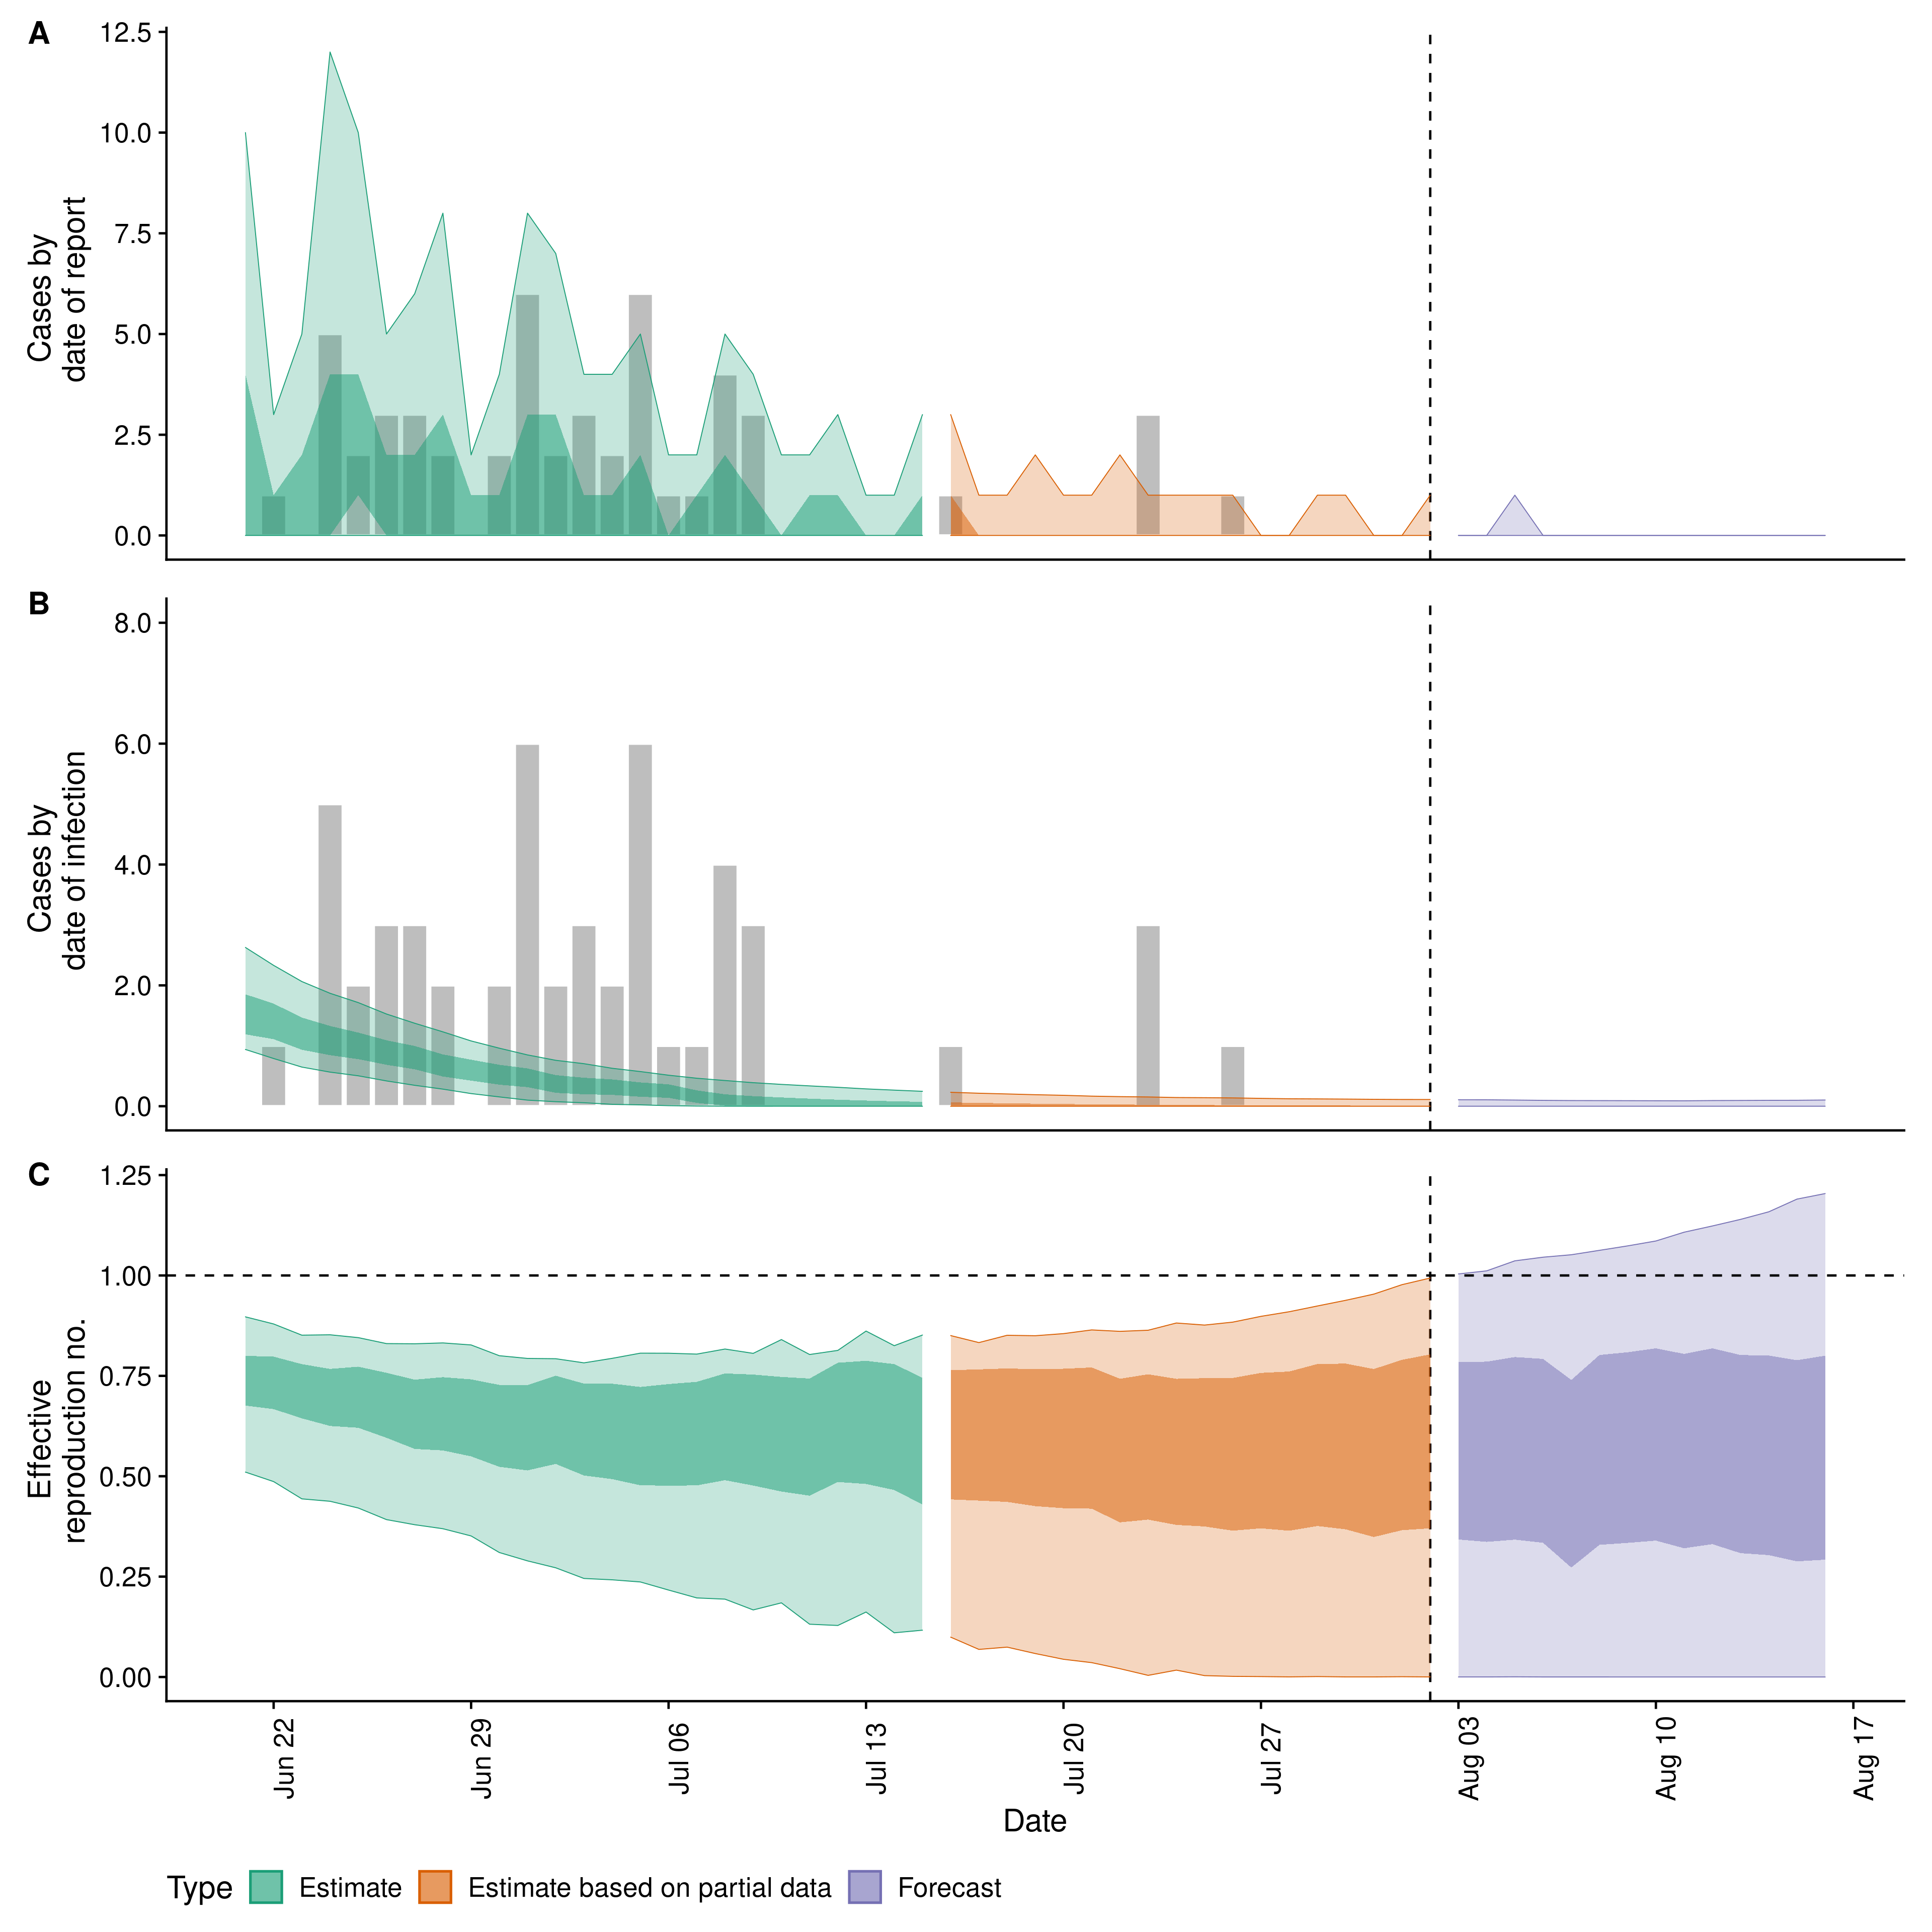 A
12.5
10.0
7.5
5.0
2.5
0.0
Cases by
date of report
B
8.0
6.0
4.0
2.0
0.0
Cases by
date of infection
C
1.25
1.00
0.75
0.50
0.25
0.00
Effective
reproduction no.
Jun 22
Jun 29
Jul 06
Jul 13
Jul 20
Jul 27
Aug 03
Aug 10
Aug 17
Date
Type
Estimate
Estimate based on partial data
Forecast